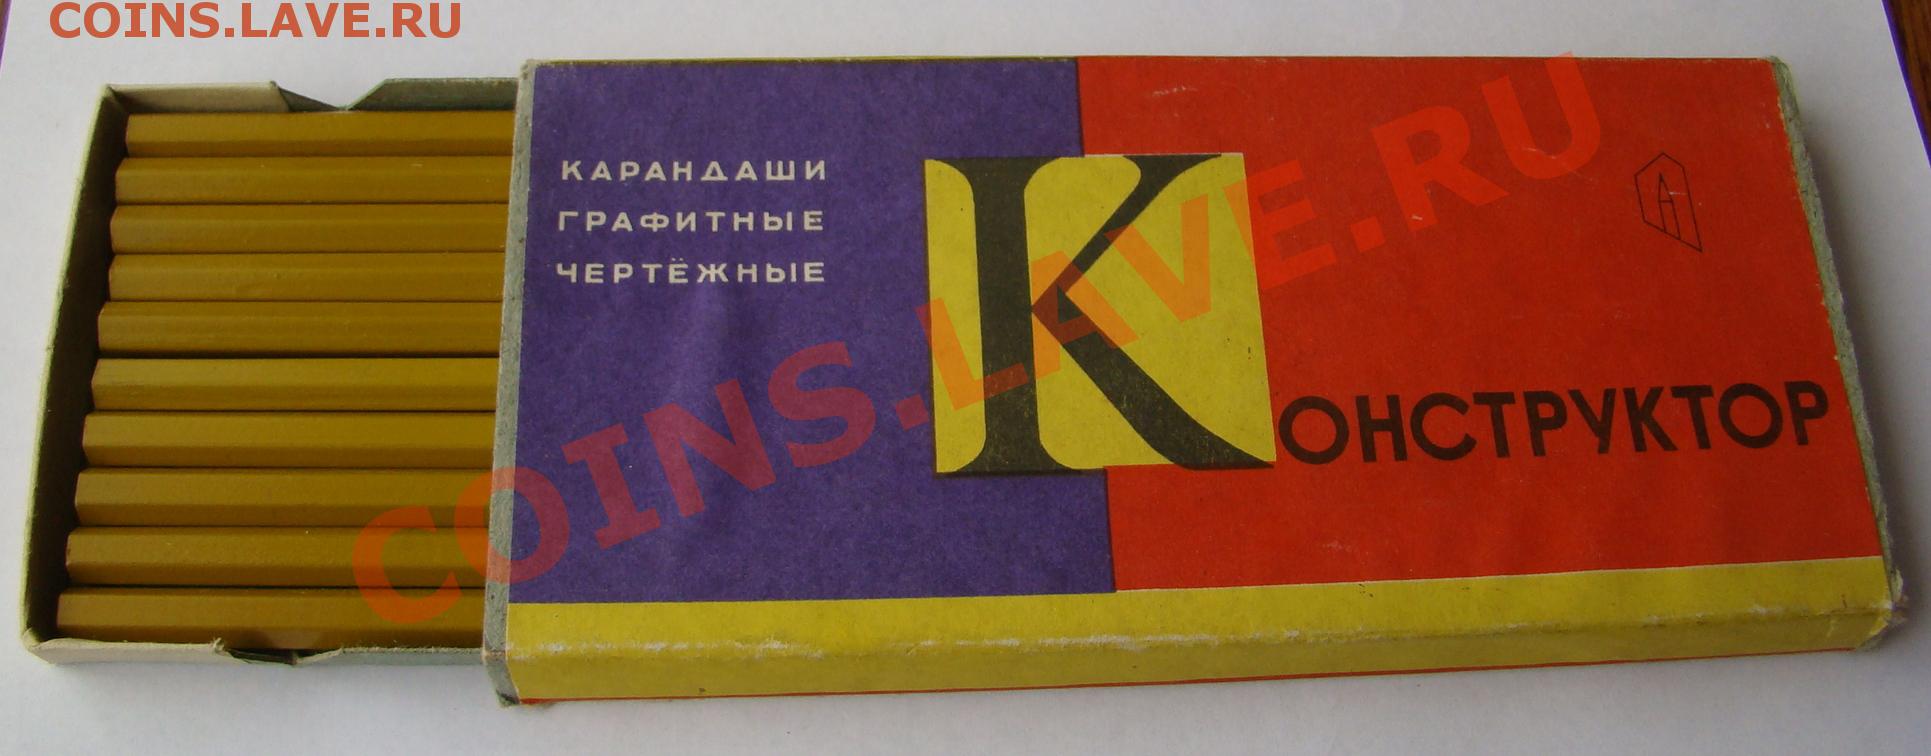 COINS.LAVE.RU
КАРАНДАШИ
ГРАФИТНЫЕ
ЧЕРТЁЖНЫЕ
КОНСТРУКТОР
COINS.LAVE.RU